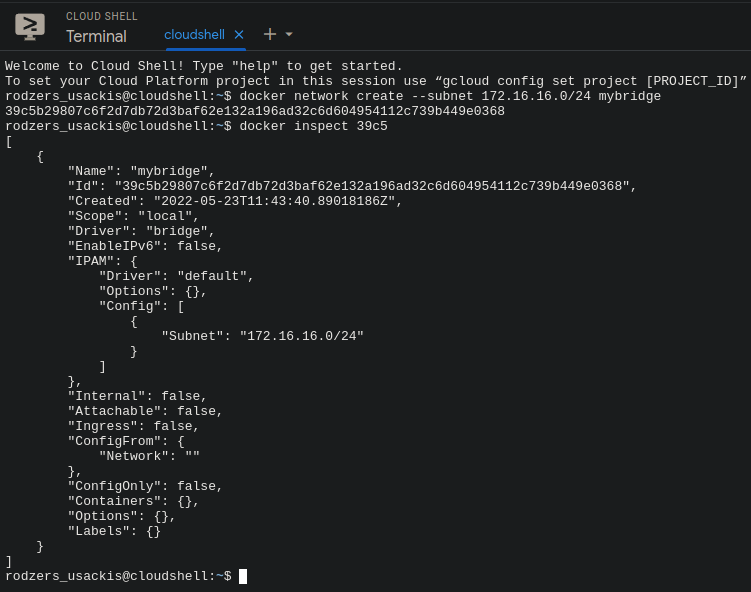 CLOUD SHELL
Terminal
cloudshell
Welcome to Cloud Shell! Type "help" to get started.
To set your Cloud Platform project in this session use “gcloud config set project [PROJECT_ID]”
rodzers_usackis@cloudshell:~$ docker network create --subnet 172.16.16.0/24 mybridge
39c5b29807c6f2d7db72d3baf62e132a196ad32c6d604954112c739b449e0368
rodzers_usackis@cloudshell:~$ docker inspect 39c5
[
    {
        "Name": "mybridge",
        "Id": "39c5b29807c6f2d7db72d3baf62e132a196ad32c6d604954112c739b449e0368",
        "Created": "2022-05-23T11:43:40.89018186Z",
        "Scope": "local",
        "Driver": "bridge",
        "EnableIPv6": false,
        "IPAM": {
            "Driver": "default",
            "Options": {},
            "Config": [
                {
                    "Subnet": "172.16.16.0/24"
                }
            ]
        },
        "Internal": false,
        "Attachable": false,
        "Ingress": false,
        "ConfigFrom": {
            "Network": ""
        },
        "ConfigOnly": false,
        "Containers": {},
        "Options": {},
        "Labels": {}
    }
]
rodzers_usackis@cloudshell:~$